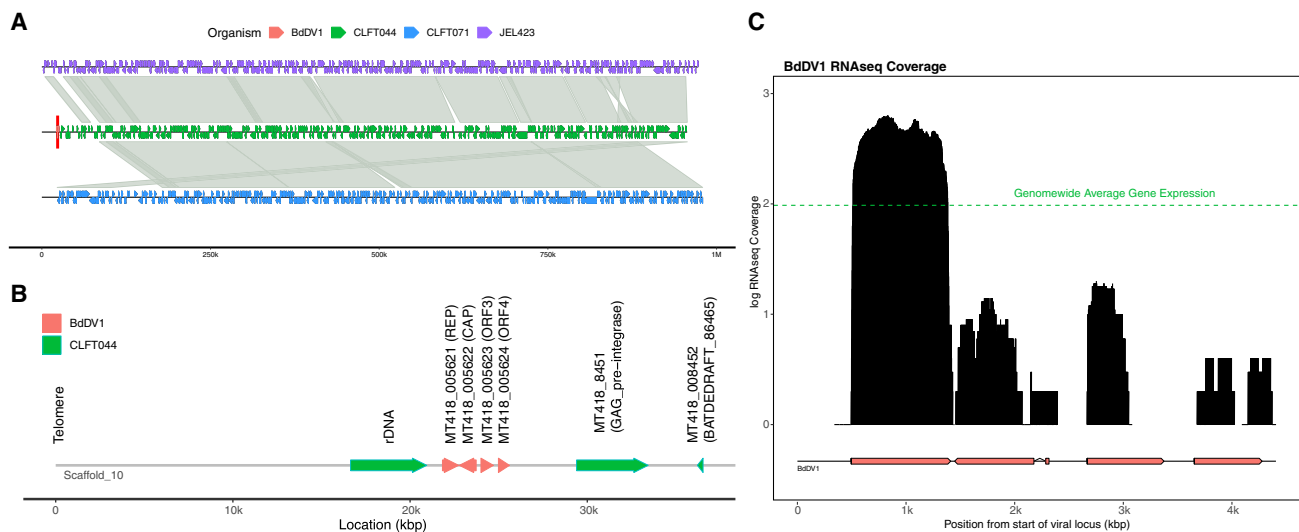 A
Organism BdDV1 CLFT044 CLFT071 JEL423
0 250k 500k 750k 1M
B
BdDV1
CLFT044
Telomere
rDNA
MT418_005621 (REP)
MT418_005622 (CAP)
MT418_005623 (ORF3)
MT418_005624 (ORF4)
MT418_8451
(GAG_pre−integrase)
MT418_008452
(BATDEDRAFT_86465)
Scaffold_10
0 10k 20k 30k
Location (kbp)
C
BdDV1 RNAseq Coverage
log RNAseq Coverage
3
2
1
0
Genomewide Average Gene Expression
BdDV1
0 1k 2k 3k 4k
Position from start of viral locus (kbp)